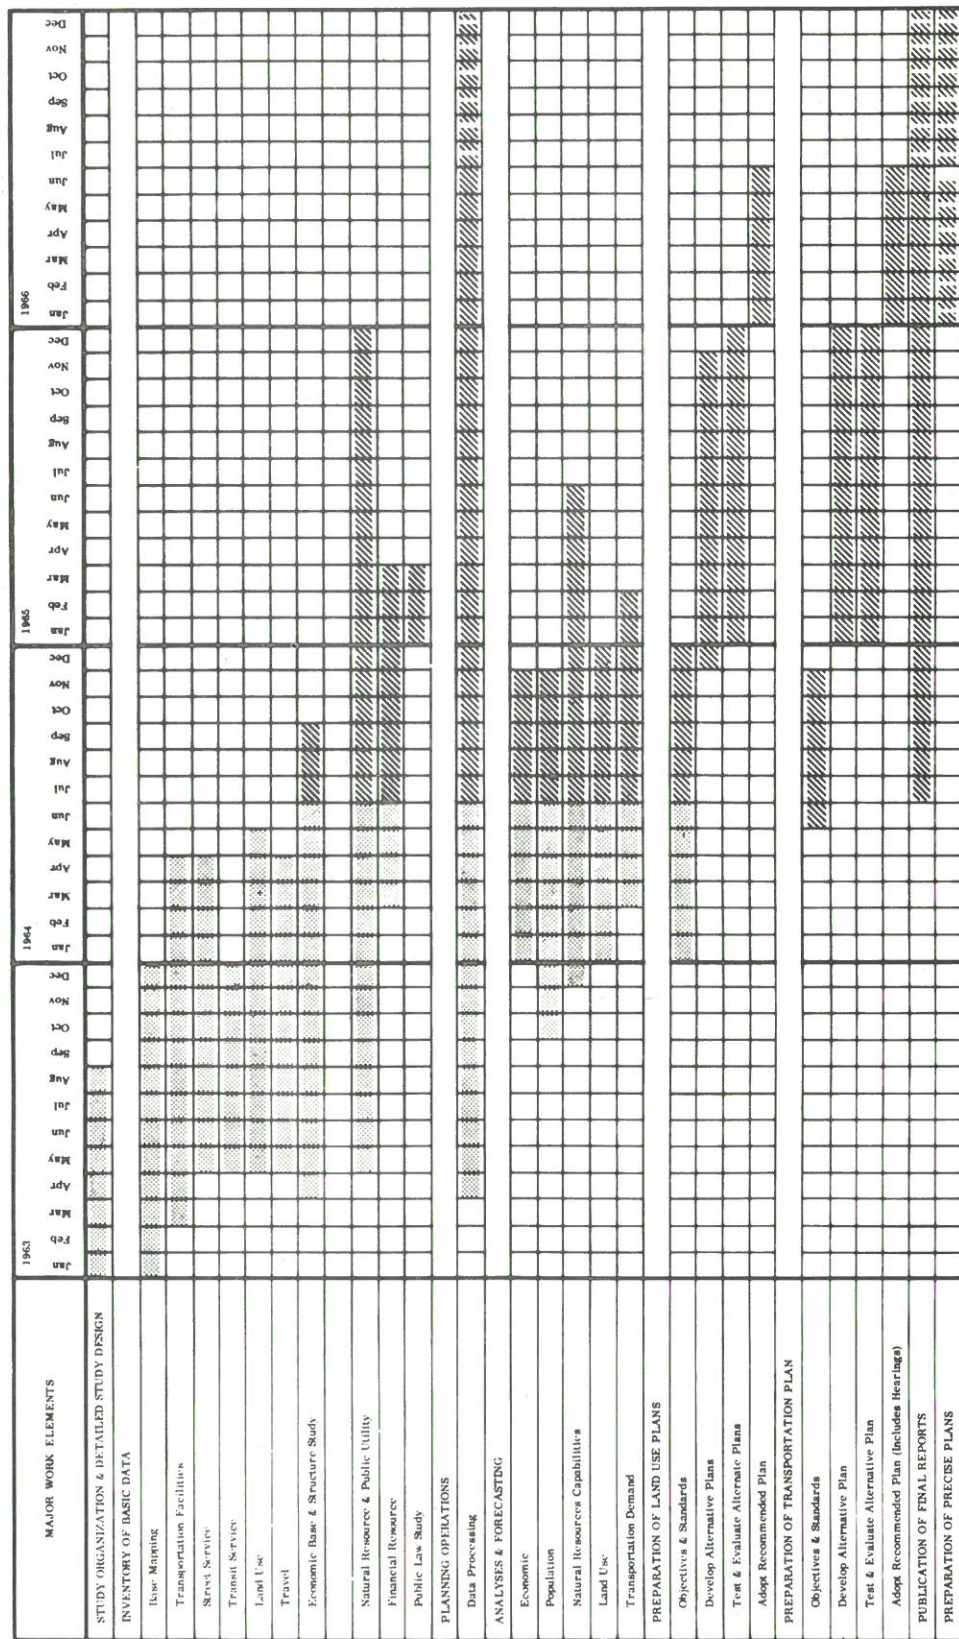 MAJOR WORK ELEMENTS
1963
1964
1965
1966
Jan Feb Mar Apr May Jun Jul Aug Sep Oct Nov Dec Jan Feb Mar Apr May Jun Jul Aug Sep Oct Nov Dec Jan Feb Mar Apr May Jun Jul Aug Sep Oct Nov Dec Jan Feb Mar Apr May Jun Jul Aug Sep Oct Nov Dec
STUDY ORGANIZATION & DETAILED STUDY DESIGN
INVENTORY OF BASIC DATA
Base Mapping
Transportation Facilities
Street Service
Transit Service
Land Use
Travel
Economic Base & Structure Study
Natural Resource & Public Utility
Financial Resource
Public Law Study
PLANNING OPERATIONS
Data Processing
ANALYSES & FORECASTING
Economic
Population
Natural Resources Capabilities
Land Use
Transportation Demand
PREPARATION OF LAND USE PLANS
Objectives & Standards
Develop Alternative Plans
Test & Evaluate Alternate Plans
Adopt Recommended Plan
PREPARATION OF TRANSPORTATION PLAN
Objectives & Standards
Develop Alternative Plan
Test & Evaluate Alternative Plan
Adopt Recommended Plan (Includes Hearings)
PUBLICATION OF FINAL REPORTS
PREPARATION OF PRECISE PLANS